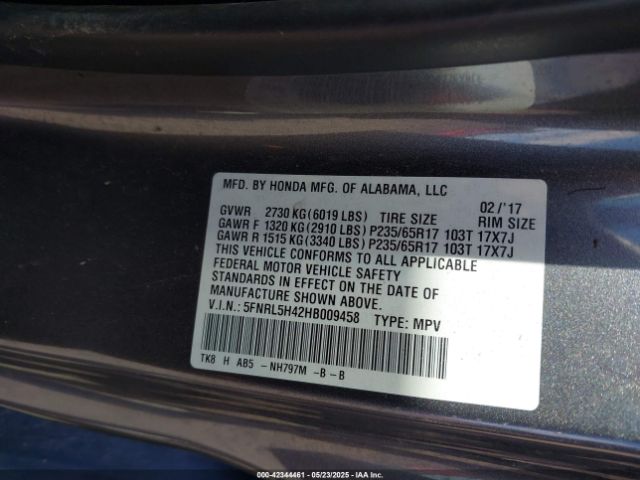 MFD. BY HONDA MFG. OF ALABAMA, LLC
02/'17
GVWR 2730 KG(6019 LBS) TIRE SIZE RIM SIZE
GAWR F 1320 KG(2910 LBS) P235/65R17 103T 17X7J
GAWR R 1515 KG(3340 LBS) P235/65R17 103T 17X7J
THIS VEHICLE CONFORMS TO ALL APPLICABLE
FEDERAL MOTOR VEHICLE SAFETY
STANDARDS IN EFFECT ON THE DATE OF
MANUFACTURE SHOWN ABOVE.
V.I.N.: 5FNRL5H42HB009458 TYPE: MPV
TK8 H AB5 -NH797M -B-B
000-42344461 - 05/23/2025 - IAAI.COM